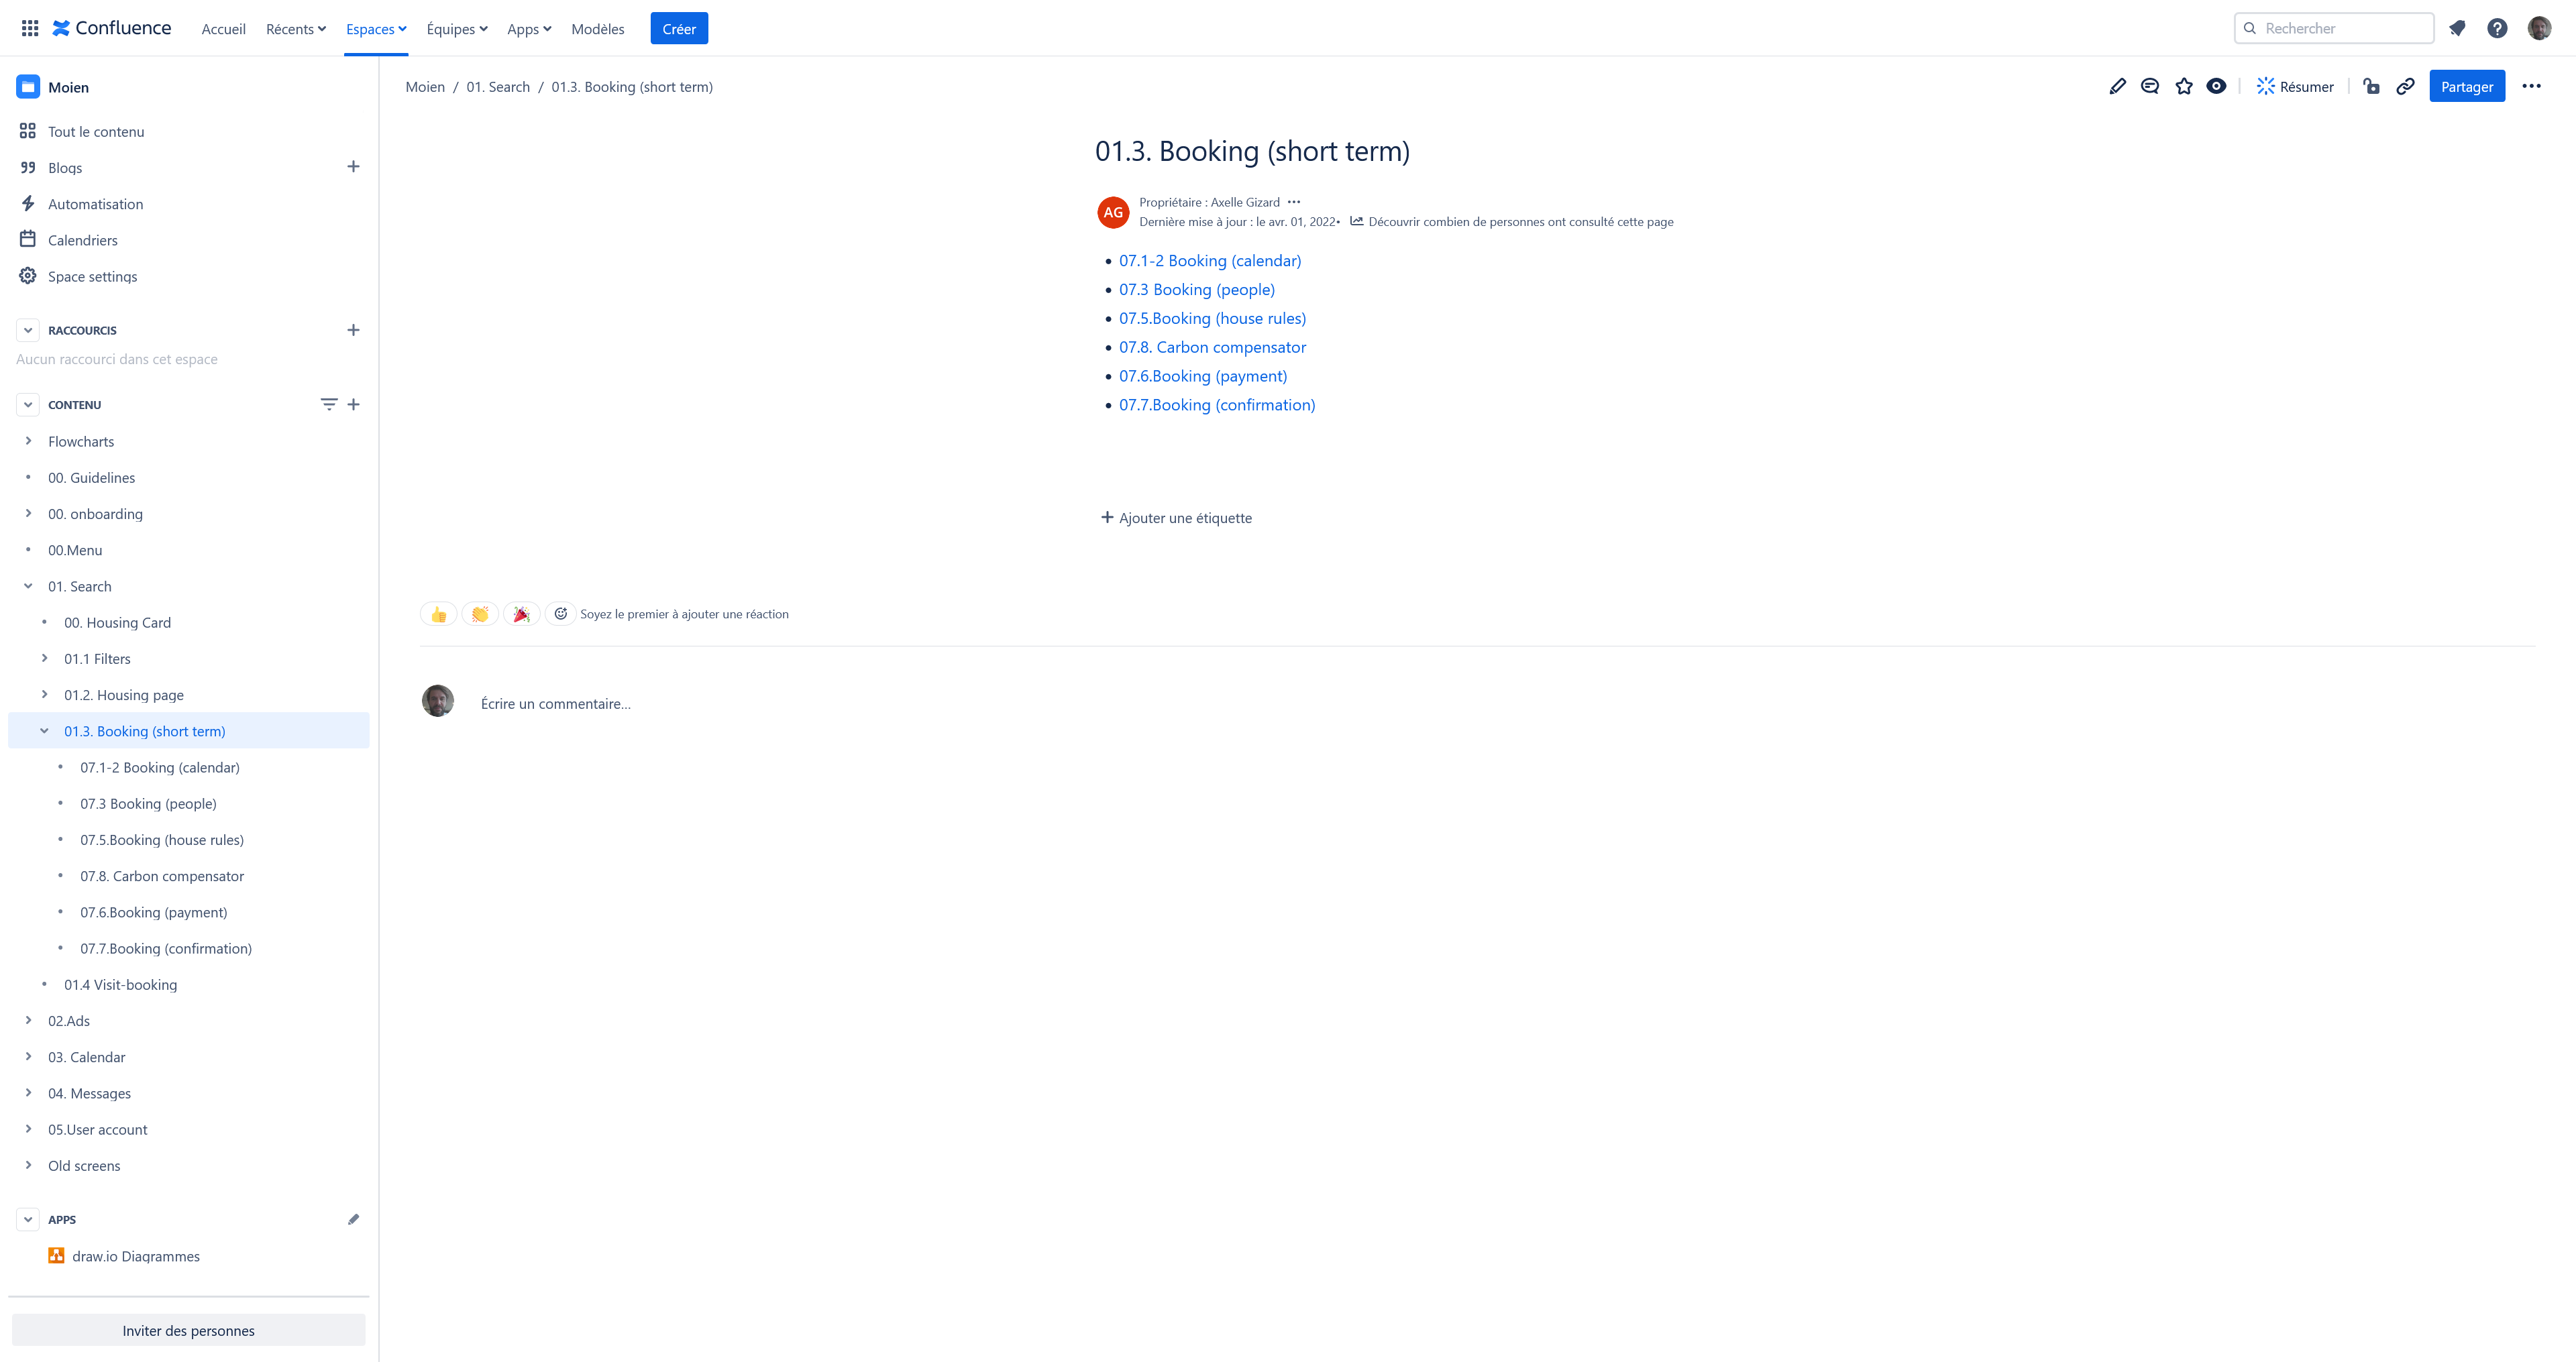 Confluence
Accueil
Récents
Espaces
Équipes
Apps
Modèles
Créer
Rechercher
Moien
Tout le contenu
Blogs
Automatisation
Calendriers
Space settings
RACCOURCIS
Aucun raccourci dans cet espace
CONTENU
Flowcharts
00. Guidelines
00. onboarding
00.Menu
01. Search
00. Housing Card
01.1 Filters
01.2. Housing page
01.3. Booking (short term)
07.1-2 Booking (calendar)
07.3 Booking (people)
07.5.Booking (house rules)
07.8. Carbon compensator
07.6.Booking (payment)
07.7.Booking (confirmation)
01.4 Visit-booking
02.Ads
03. Calendar
04. Messages
05.User account
Old screens
APPS
draw.io Diagrammes
Inviter des personnes
Moien / 01. Search / 01.3. Booking (short term)
Résumer
Partager
01.3. Booking (short term)
AG
Propriétaire : Axelle Gizard
Dernière mise à jour : le avr. 01, 2022• Découvrir combien de personnes ont consulté cette page
07.1-2 Booking (calendar)
07.3 Booking (people)
07.5.Booking (house rules)
07.8. Carbon compensator
07.6.Booking (payment)
07.7.Booking (confirmation)
Ajouter une étiquette
Soyez le premier à ajouter une réaction
Écrire un commentaire...